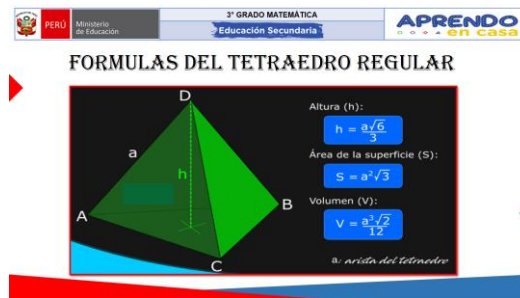 PERÚ
Ministerio
de Educación
3° GRADO MATEMÁTICA
Educación Secundaria
APRENDO
en casa
FORMULAS DEL TETRAEDRO REGULAR
D
a
h
A
B
C
Altura (h):
h = a√6/3
Área de la superficie (S):
S = a²√3
Volumen (V):
V = a³√2/12
a: arista del tetraedro